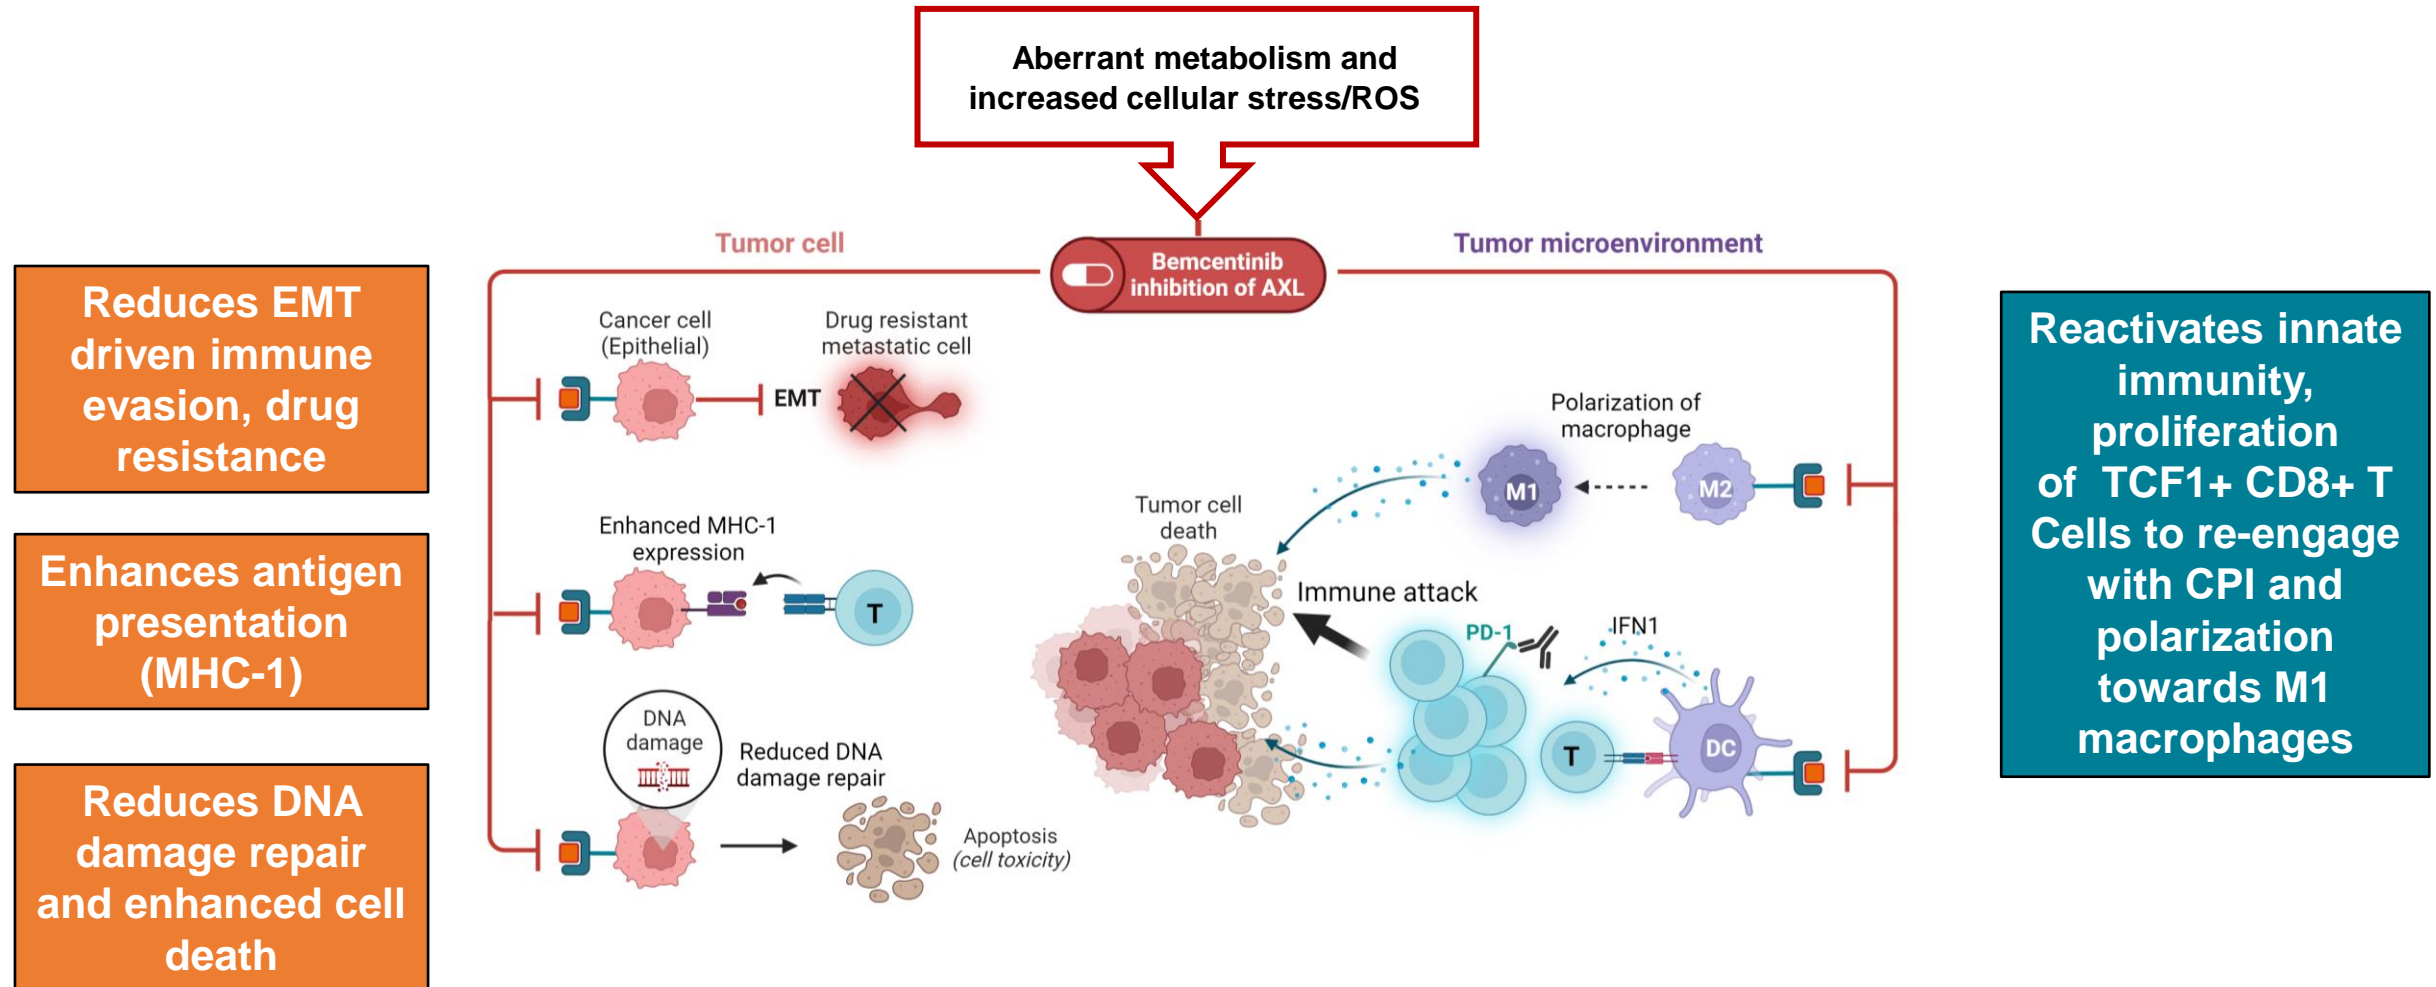 Aberrant metabolism and
increased cellular stress/ROS
Tumor cell
Bemcentinib
inhibition of AXL
Tumor microenvironment
Reduces EMT
driven immune
evasion, drug
resistance
Enhances antigen
presentation
(MHC-1)
Reduces DNA
damage repair
and enhanced cell
death
Cancer cell
(Epithelial)
Drug resistant
metastatic cell
EMT
Enhanced MHC-1
expression
T
DNA
damage
Reduced DNA
damage repair
Apoptosis
(cell toxicity)
Polarization of
macrophage
M1
M2
Tumor cell
death
Immune attack
PD-1
IFN1
T
DC
Reactivates innate
immunity,
proliferation
of TCF1+ CD8+ T
Cells to re-engage
with CPI and
polarization
towards M1
macrophages